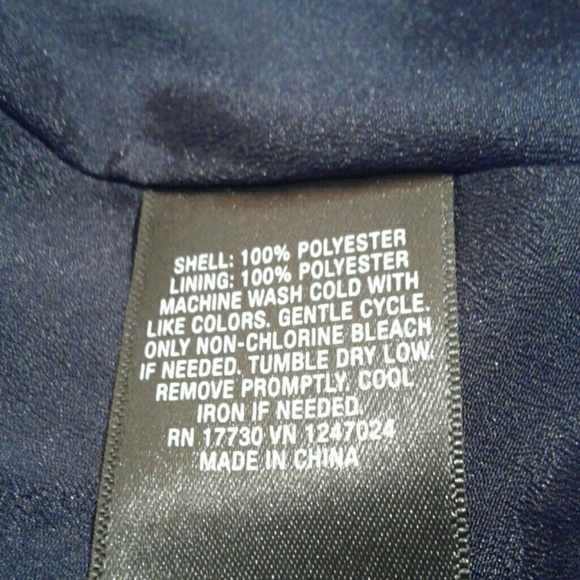 SHELL: 100% POLYESTER
LINING: 100% POLYESTER
MACHINE WASH COLD WITH
LIKE COLORS. GENTLE CYCLE.
ONLY NON-CHLORINE BLEACH
IF NEEDED. TUMBLE DRY LOW.
REMOVE PROMPTLY. COOL
IRON IF NEEDED.
RN 17730 VN 1247024
MADE IN CHINA